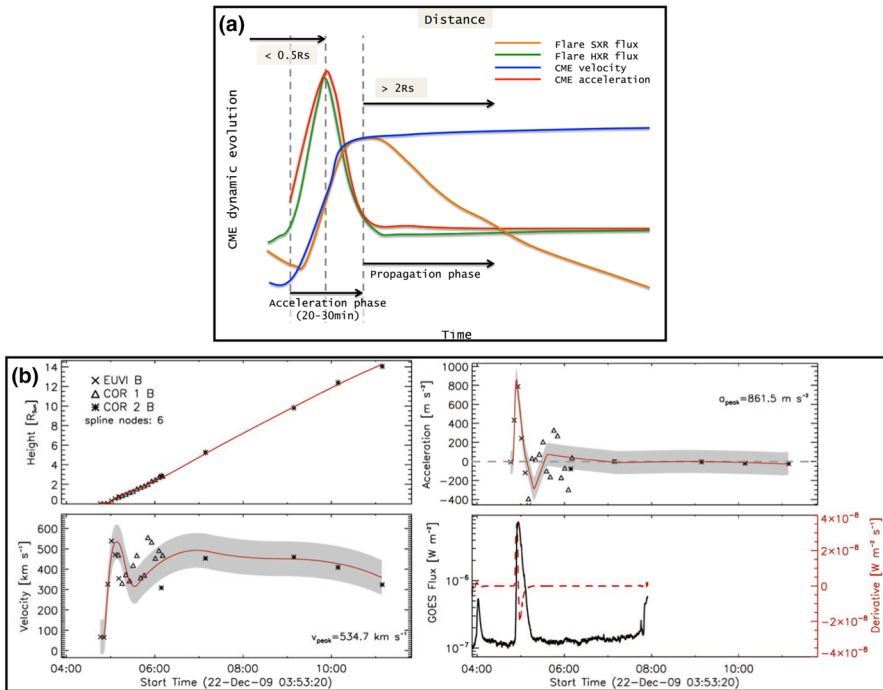 (a)
Distance
< 0.5Rs
Flare SXR flux
Flare HXR flux
CME velocity
CME acceleration
> 2Rs
CME dynamic evolution
Propagation phase
Acceleration phase
(20-30min)
Time
(b)
14
12
10
8
6
4
2
0
Height [RSun]
× EUVI B
△ COR 1 B
✱ COR 2 B
spline nodes: 6
1000
800
600
400
200
0
-200
-400
Acceleration [m s⁻²]
apeak=861.5 m s⁻²
600
500
400
300
200
100
0
Velocity [km s⁻¹]
vpeak=534.7 km s⁻¹
04:00
06:00
08:00
10:00
Start Time (22-Dec-09 03:53:20)
10⁻⁶
10⁻⁷
GOES Flux [W m⁻²]
4×10⁻⁸
2×10⁻⁸
0
-2×10⁻⁸
-4×10⁻⁸
Derivative [W m⁻² s]
04:00
06:00
08:00
10:00
Start Time (22-Dec-09 03:53:20)